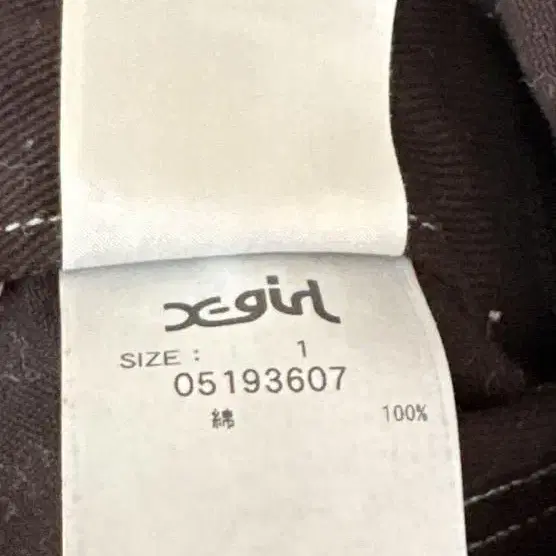 X-girl
SIZE : 1
05193607
綿 100%